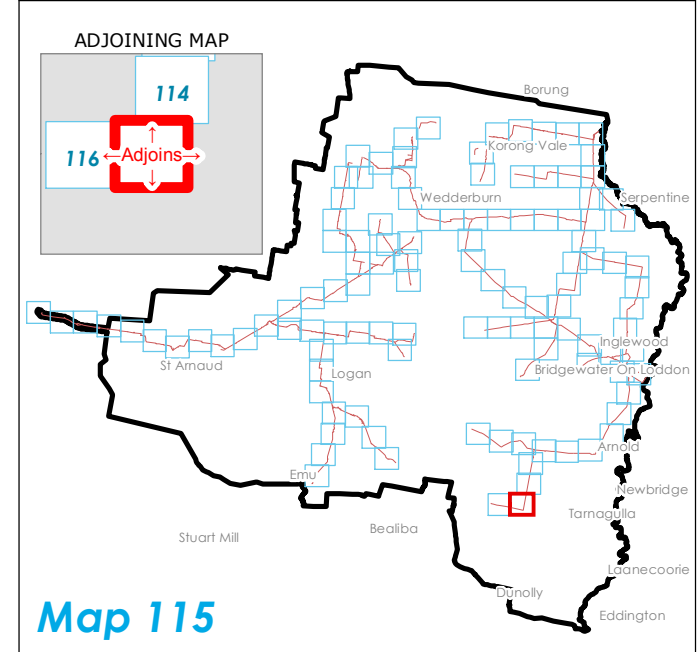 ADJOINING MAP
114
116
Adjoins
Borung
Korong Vale
Wedderburn
Serpentine
Inglewood
St Arnaud
Bridgewater On Loddon
Logan
Arnold
Emu
Newbridge
Tarnagulla
Bealiba
Stuart Mill
Laanecoorie
Dunolly
Eddington
Map 115